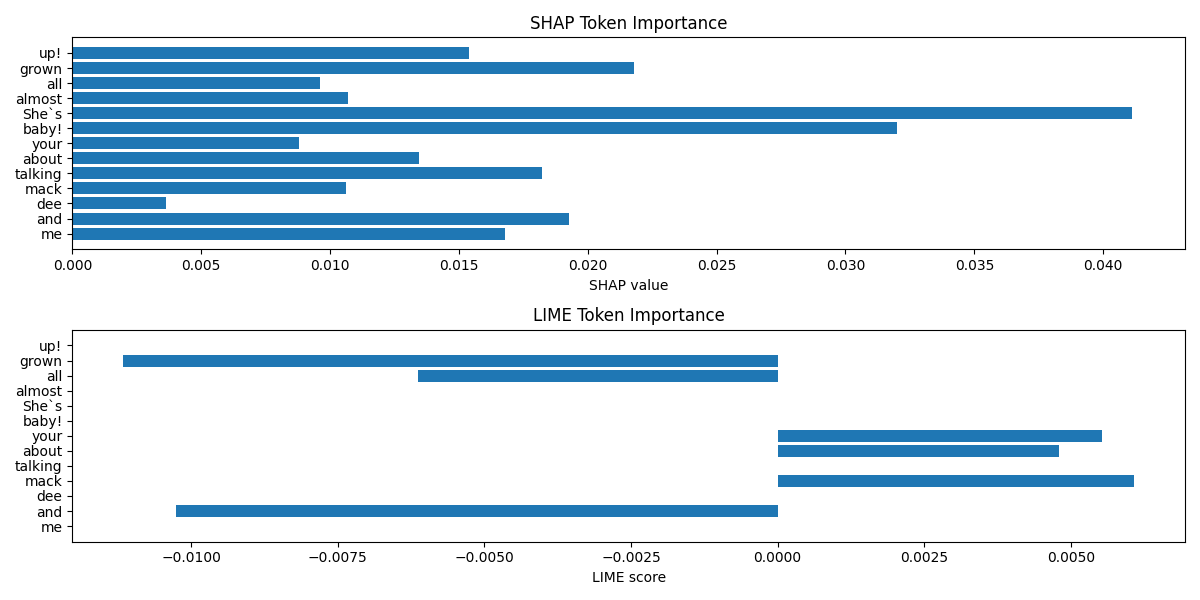 SHAP Token Importance
up!
grown
all
almost
She`s
baby!
your
about
talking
mack
dee
and
me
0.000 0.005 0.010 0.015 0.020 0.025 0.030 0.035 0.040
SHAP value
LIME Token Importance
up!
grown
all
almost
She`s
baby!
your
about
talking
mack
dee
and
me
−0.0100 −0.0075 −0.0050 −0.0025 0.0000 0.0025 0.0050
LIME score